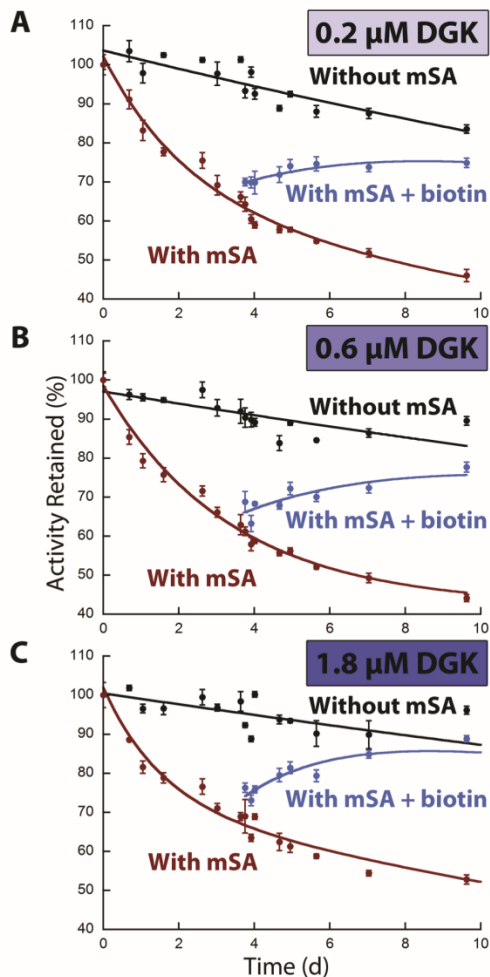 A
0.2 µM DGK
110
100
90
80
70
60
50
40
Without mSA
With mSA + biotin
With mSA
0 2 4 6 8 10
B
0.6 µM DGK
110
100
90
80
70
60
50
40
Activity Retained (%)
Without mSA
With mSA + biotin
With mSA
0 2 4 6 8 10
C
1.8 µM DGK
110
100
90
80
70
60
50
40
Without mSA
With mSA + biotin
With mSA
0 2 4 6 8 10
Time (d)